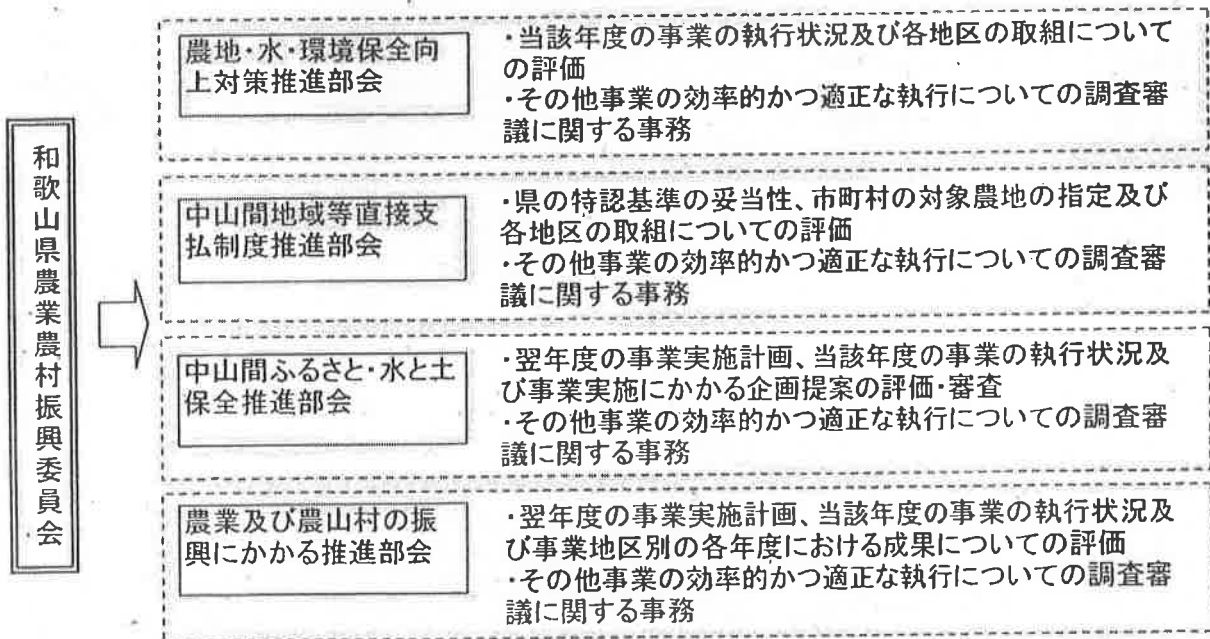 和歌山県農業農村振興委員会
農地・水・環境保全向
上対策推進部会
・当該年度の事業の執行状況及び各地区の取組について
の評価
・その他事業の効率的かつ適正な執行についての調査審
議に関する事務
中山間地域等直接支
払制度推進部会
・県の特認基準の妥当性、市町村の対象農地の指定及び
各地区の取組についての評価
・その他事業の効率的かつ適正な執行についての調査審
議に関する事務
中山間ふるさと・水と土
保全推進部会
・翌年度の事業実施計画、当該年度の事業の執行状況及
び事業実施にかかる企画提案の評価・審査
・その他事業の効率的かつ適正な執行についての調査審
議に関する事務
農業及び農山村の振
興にかかる推進部会
・翌年度の事業実施計画、当該年度の事業の執行状況及
び事業地区別の各年度における成果についての評価
・その他事業の効率的かつ適正な執行についての調査審
議に関する事務